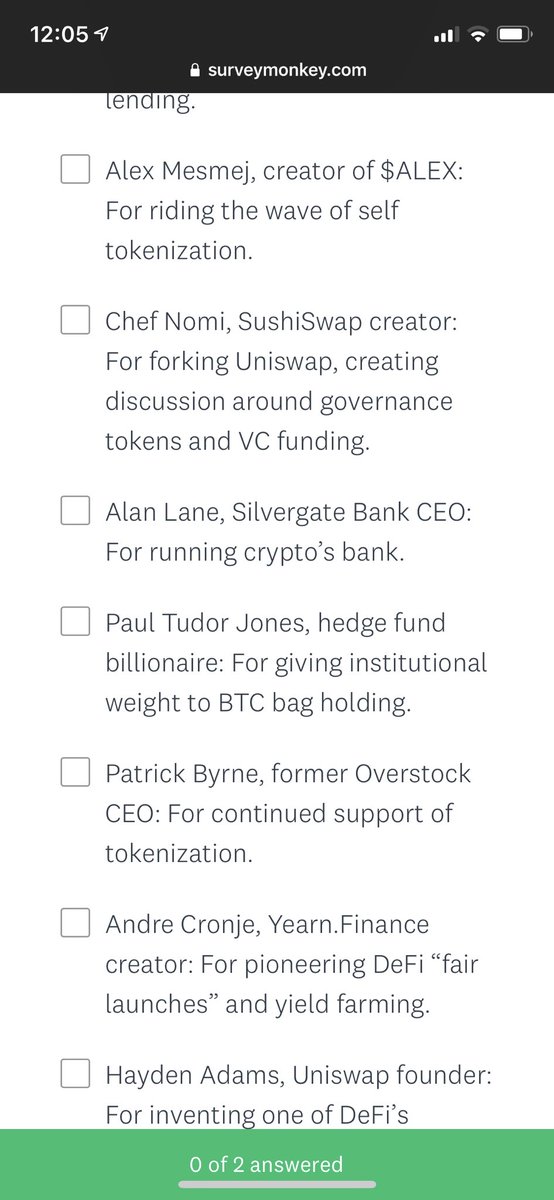 12:05
surveymonkey.com
lending.
Alex Mesmej, creator of $ALEX:
For riding the wave of self
tokenization.
Chef Nomi, SushiSwap creator:
For forking Uniswap, creating
discussion around governance
tokens and VC funding.
Alan Lane, Silvergate Bank CEO:
For running crypto’s bank.
Paul Tudor Jones, hedge fund
billionaire: For giving institutional
weight to BTC bag holding.
Patrick Byrne, former Overstock
CEO: For continued support of
tokenization.
Andre Cronje, Yearn.Finance
creator: For pioneering DeFi “fair
launches” and yield farming.
Hayden Adams, Uniswap founder:
For inventing one of DeFi’s
0 of 2 answered